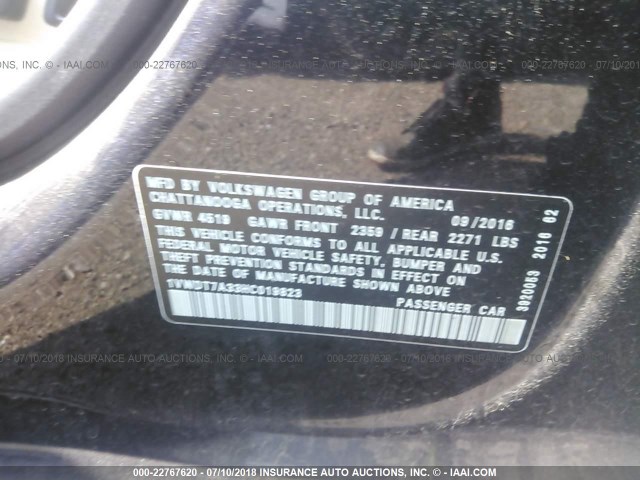 MFD BY VOLKSWAGEN GROUP OF AMERICA
CHATTANOOGA OPERATIONS, LLC.
09/2016
GVWR 4519 GAWR FRONT 2359 / REAR 2271 LBS
THIS VEHICLE CONFORMS TO ALL APPLICABLE U.S.
FEDERAL MOTOR VEHICLE SAFETY, BUMPER AND
THEFT PREVENTION STANDARDS IN EFFECT ON
THE DATE OF MANUFACTURE SHOWN ABOVE
1VWDT7A33HC019823
PASSENGER CAR
3920083 2010 62
000-22767620 - 07/10/2018 INSURANCE AUTO AUCTIONS, INC. © - IAAI.COM